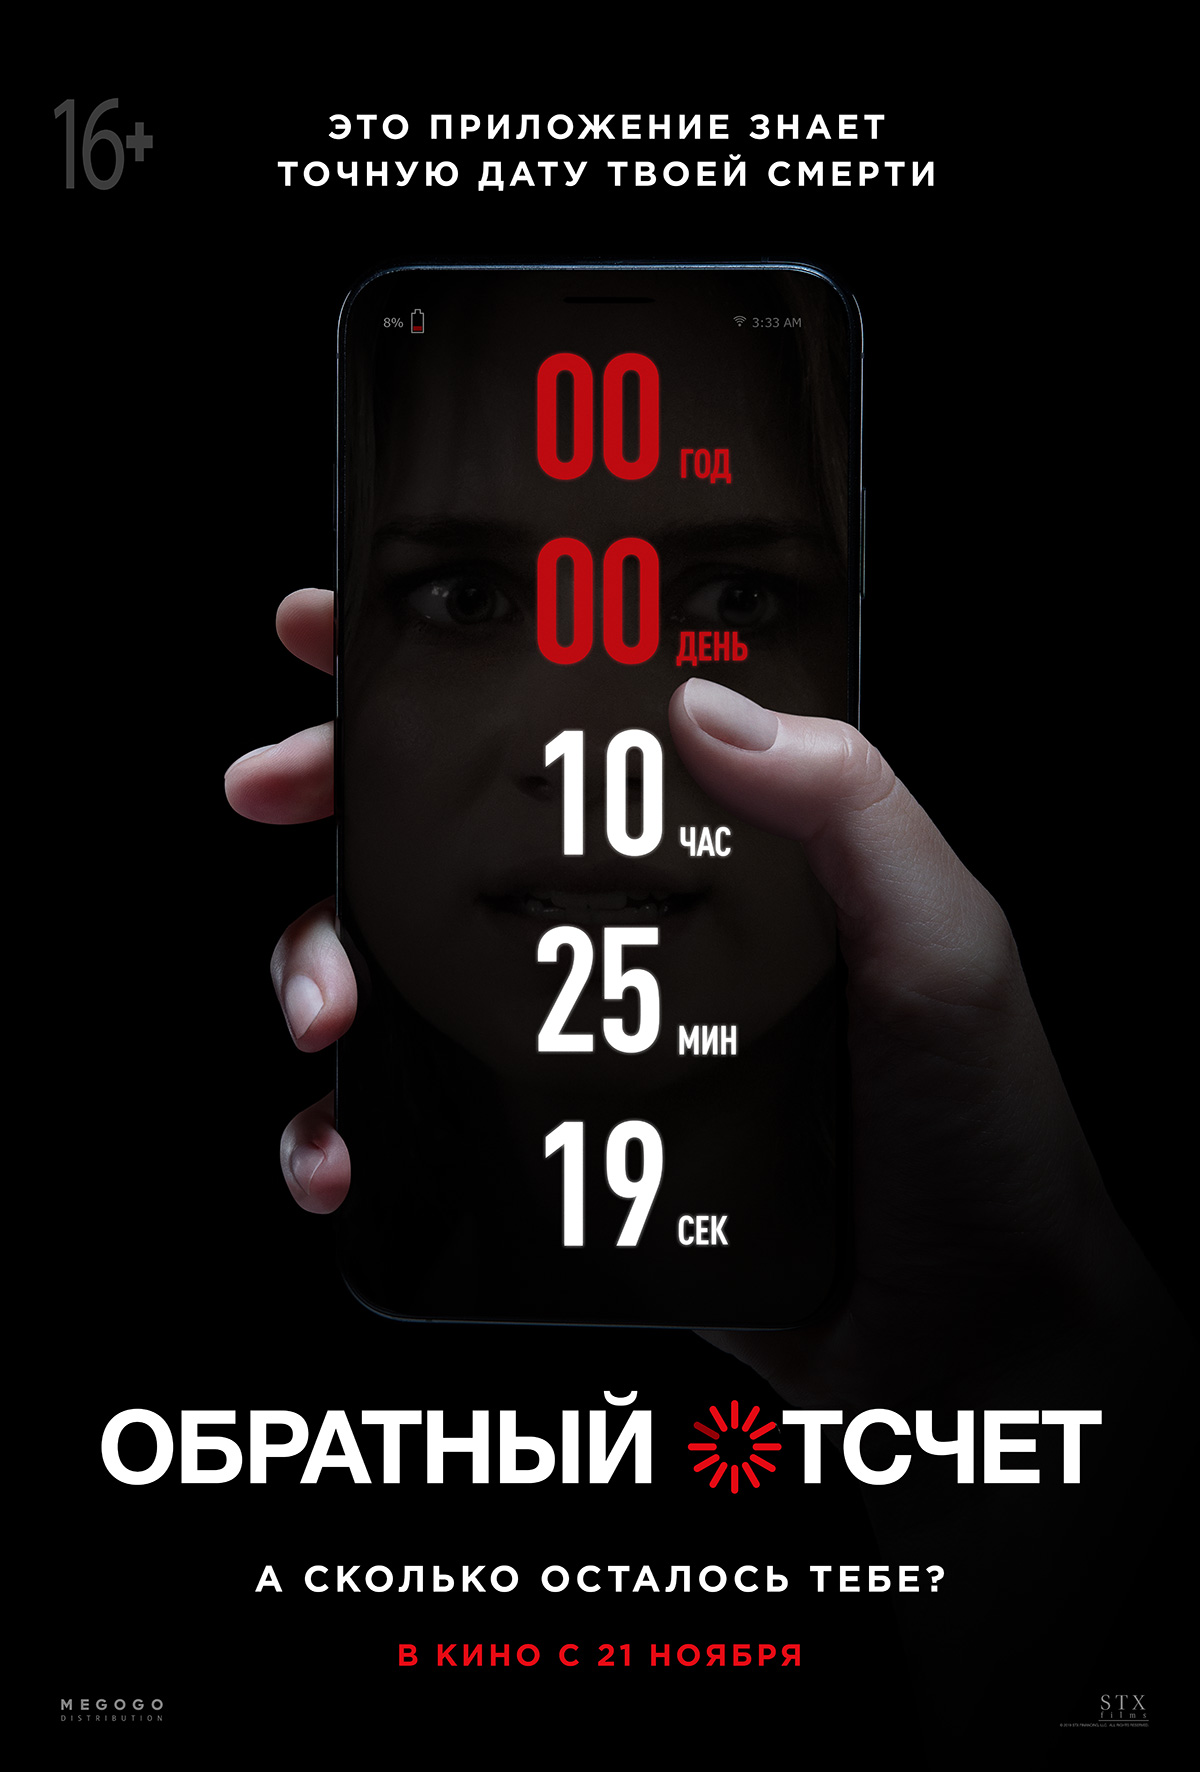 16+
ЭТО ПРИЛОЖЕНИЕ ЗНАЕТ
ТОЧНУЮ ДАТУ ТВОЕЙ СМЕРТИ
8%
3:33 AM
00 ГОД
00 ДЕНЬ
10 ЧАС
25 МИН
19 СЕК
ОБРАТНЫЙ ОТСЧЕТ
А СКОЛЬКО ОСТАЛОСЬ ТЕБЕ?
В КИНО С 21 НОЯБРЯ
MEGOGO
DISTRIBUTION
STX
films